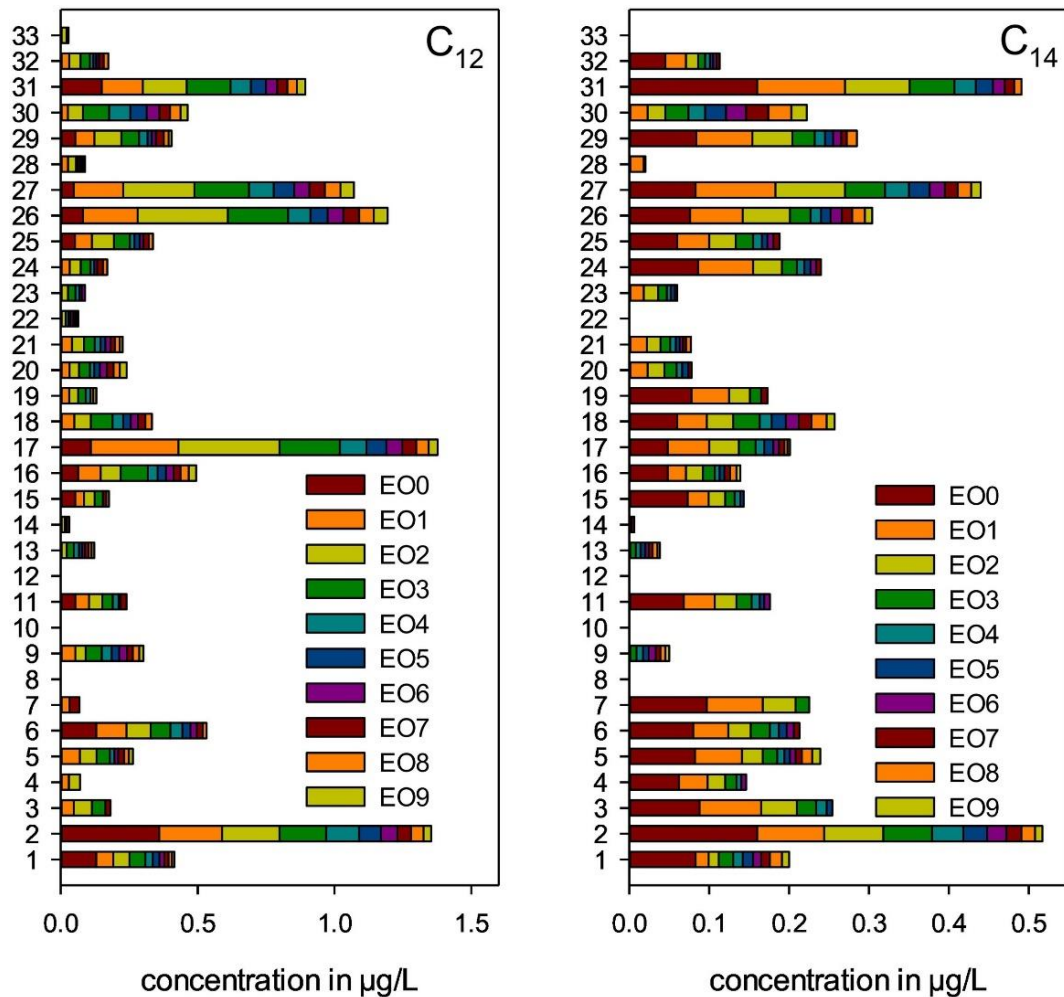 C12
33
32
31
30
29
28
27
26
25
24
23
22
21
20
19
18
17
16
15
14
13
12
11
10
9
8
7
6
5
4
3
2
1
EO0
EO1
EO2
EO3
EO4
EO5
EO6
EO7
EO8
EO9
0.0 0.5 1.0 1.5
concentration in µg/L
C14
33
32
31
30
29
28
27
26
25
24
23
22
21
20
19
18
17
16
15
14
13
12
11
10
9
8
7
6
5
4
3
2
1
EO0
EO1
EO2
EO3
EO4
EO5
EO6
EO7
EO8
EO9
0.0 0.1 0.2 0.3 0.4 0.5
concentration in µg/L